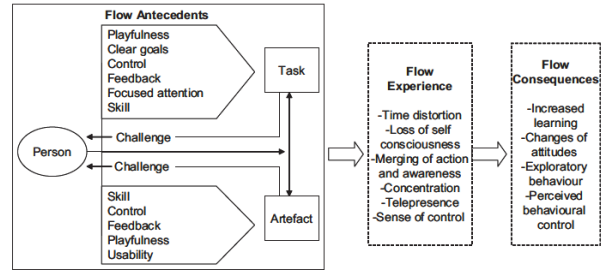 Flow Antecedents
Playfulness
Clear goals
Control
Feedback
Focused attention
Skill
Task
Challenge
Person
Challenge
Skill
Control
Feedback
Playfulness
Usability
Artefact
Flow
Experience
-Time distortion
-Loss of self
consciousness
-Merging of action
and awareness
-Concentration
-Telepresence
-Sense of control
Flow
Consequences
-Increased
learning
-Changes of
attitudes
-Exploratory
behaviour
-Perceived
behavioural
control